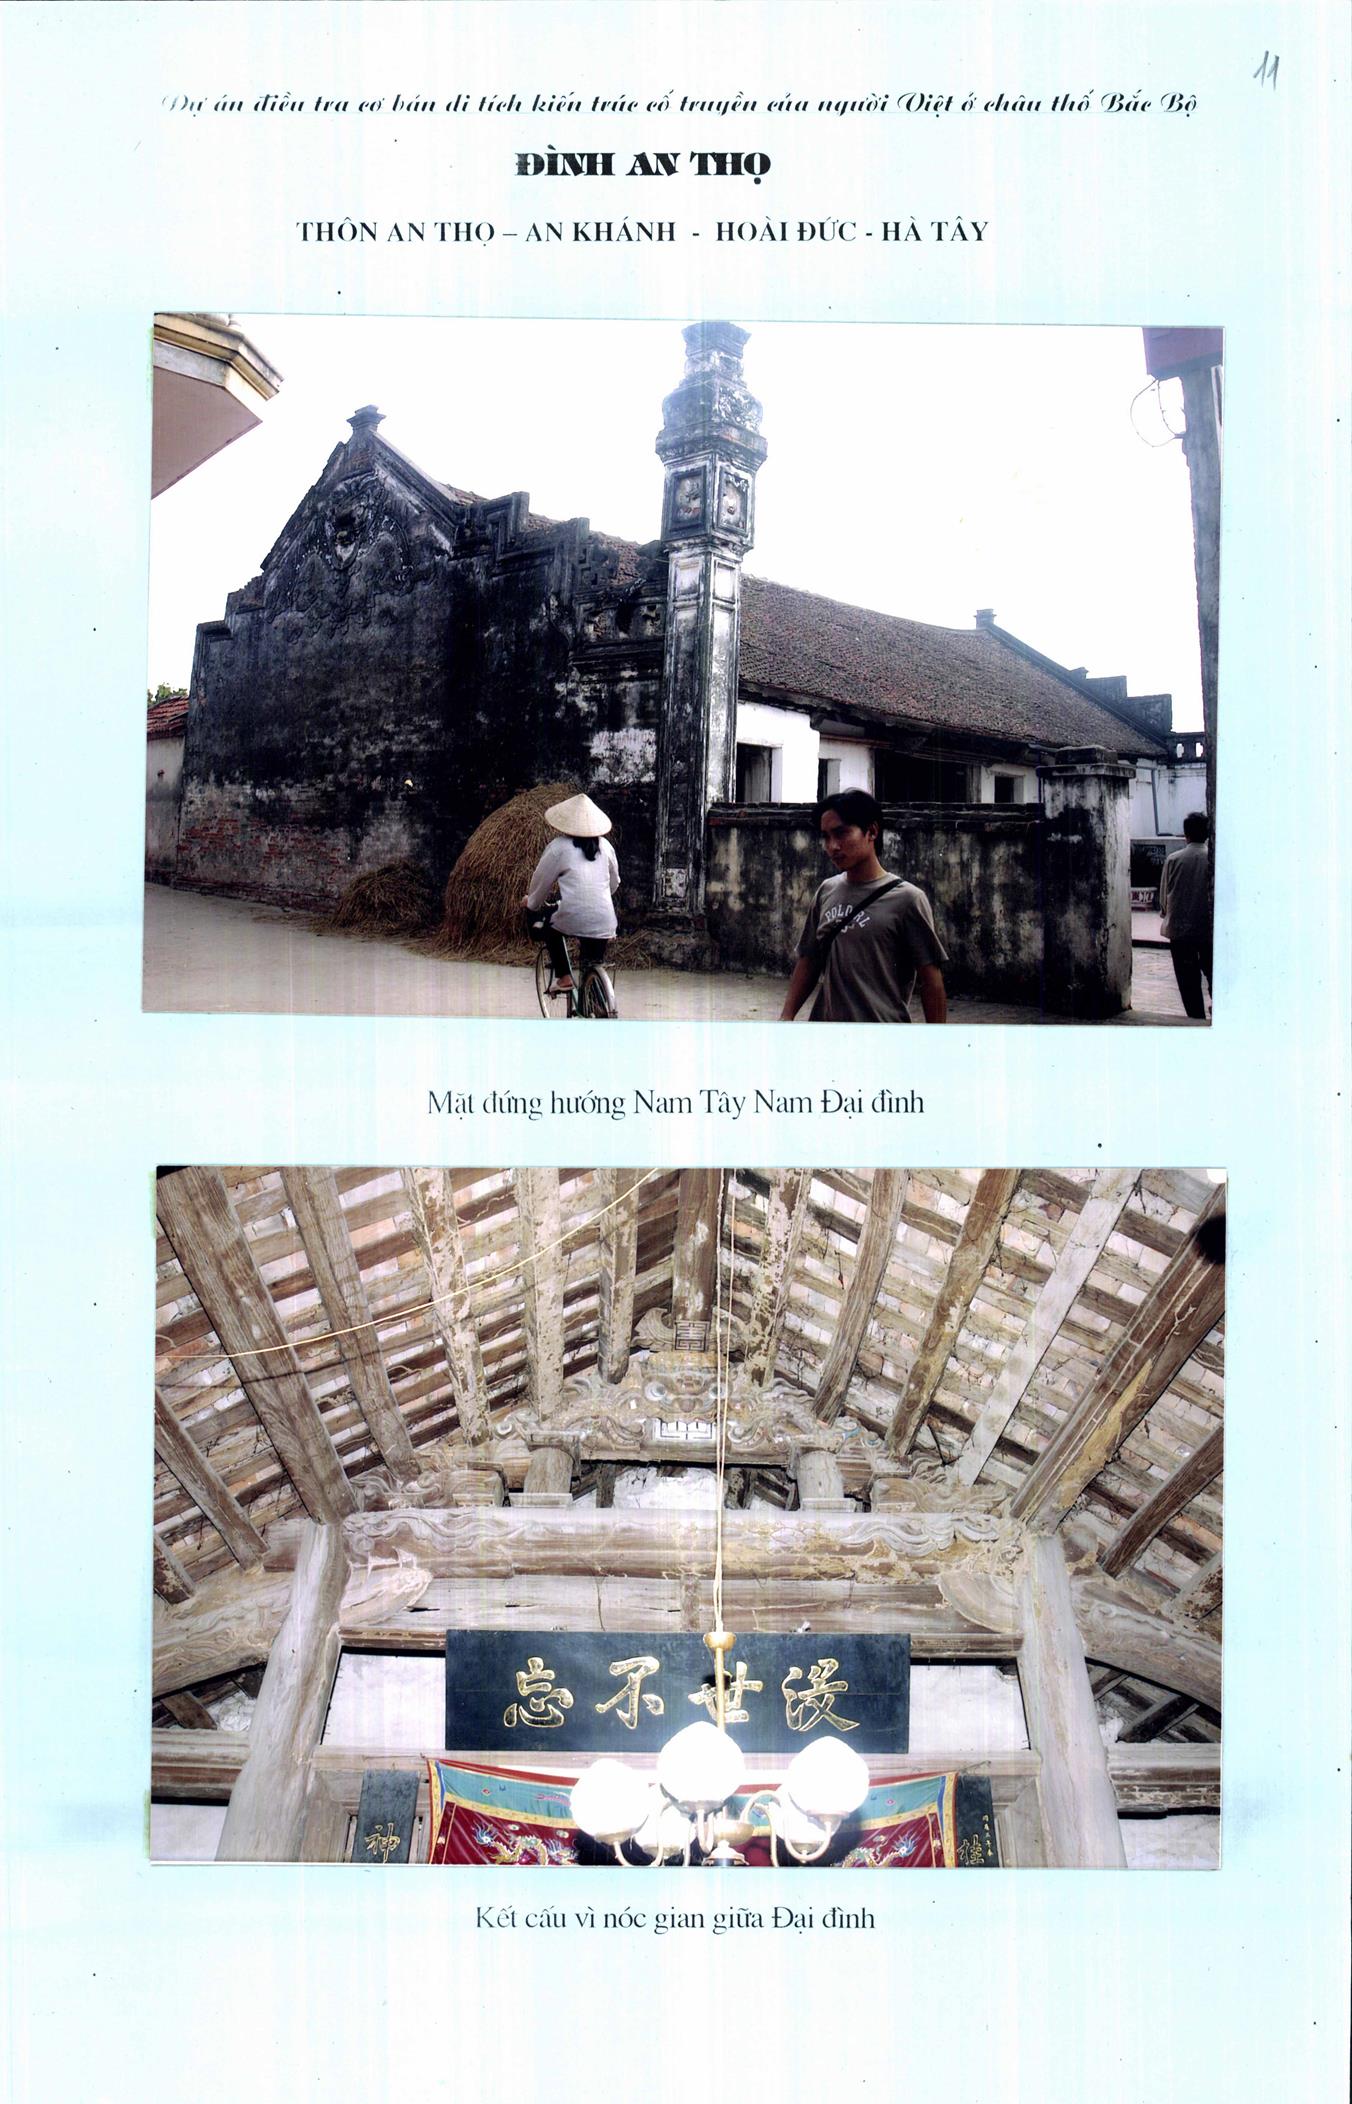 11
Dự án điều tra cơ bản di tích kiến trúc cổ truyền của người Việt ở châu thổ Bắc Bộ
ĐÌNH AN THỌ
THÔN AN THỌ – AN KHÁNH - HOÀI ĐỨC - HÀ TÂY
POLO
Mặt đứng hướng Nam Tây Nam Đại đình
忘不世没
神
Kết cấu vì nóc gian giữa Đại đình